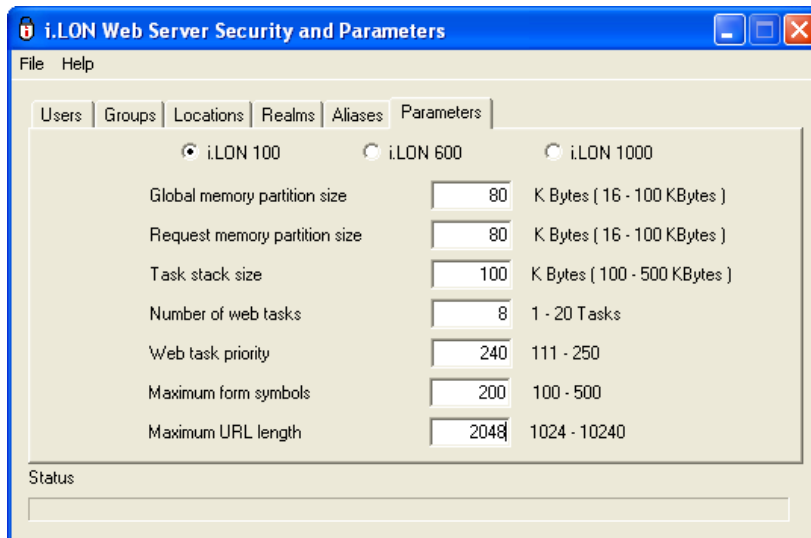 i.LON Web Server Security and Parameters
File Help
Users Groups Locations Realms Aliases Parameters
i.LON 100 i.LON 600 i.LON 1000
Global memory partition size 80 K Bytes ( 16 - 100 KBytes )
Request memory partition size 80 K Bytes ( 16 - 100 KBytes )
Task stack size 100 K Bytes ( 100 - 500 KBytes )
Number of web tasks 8 1 - 20 Tasks
Web task priority 240 111 - 250
Maximum form symbols 200 100 - 500
Maximum URL length 2048 1024 - 10240
Status